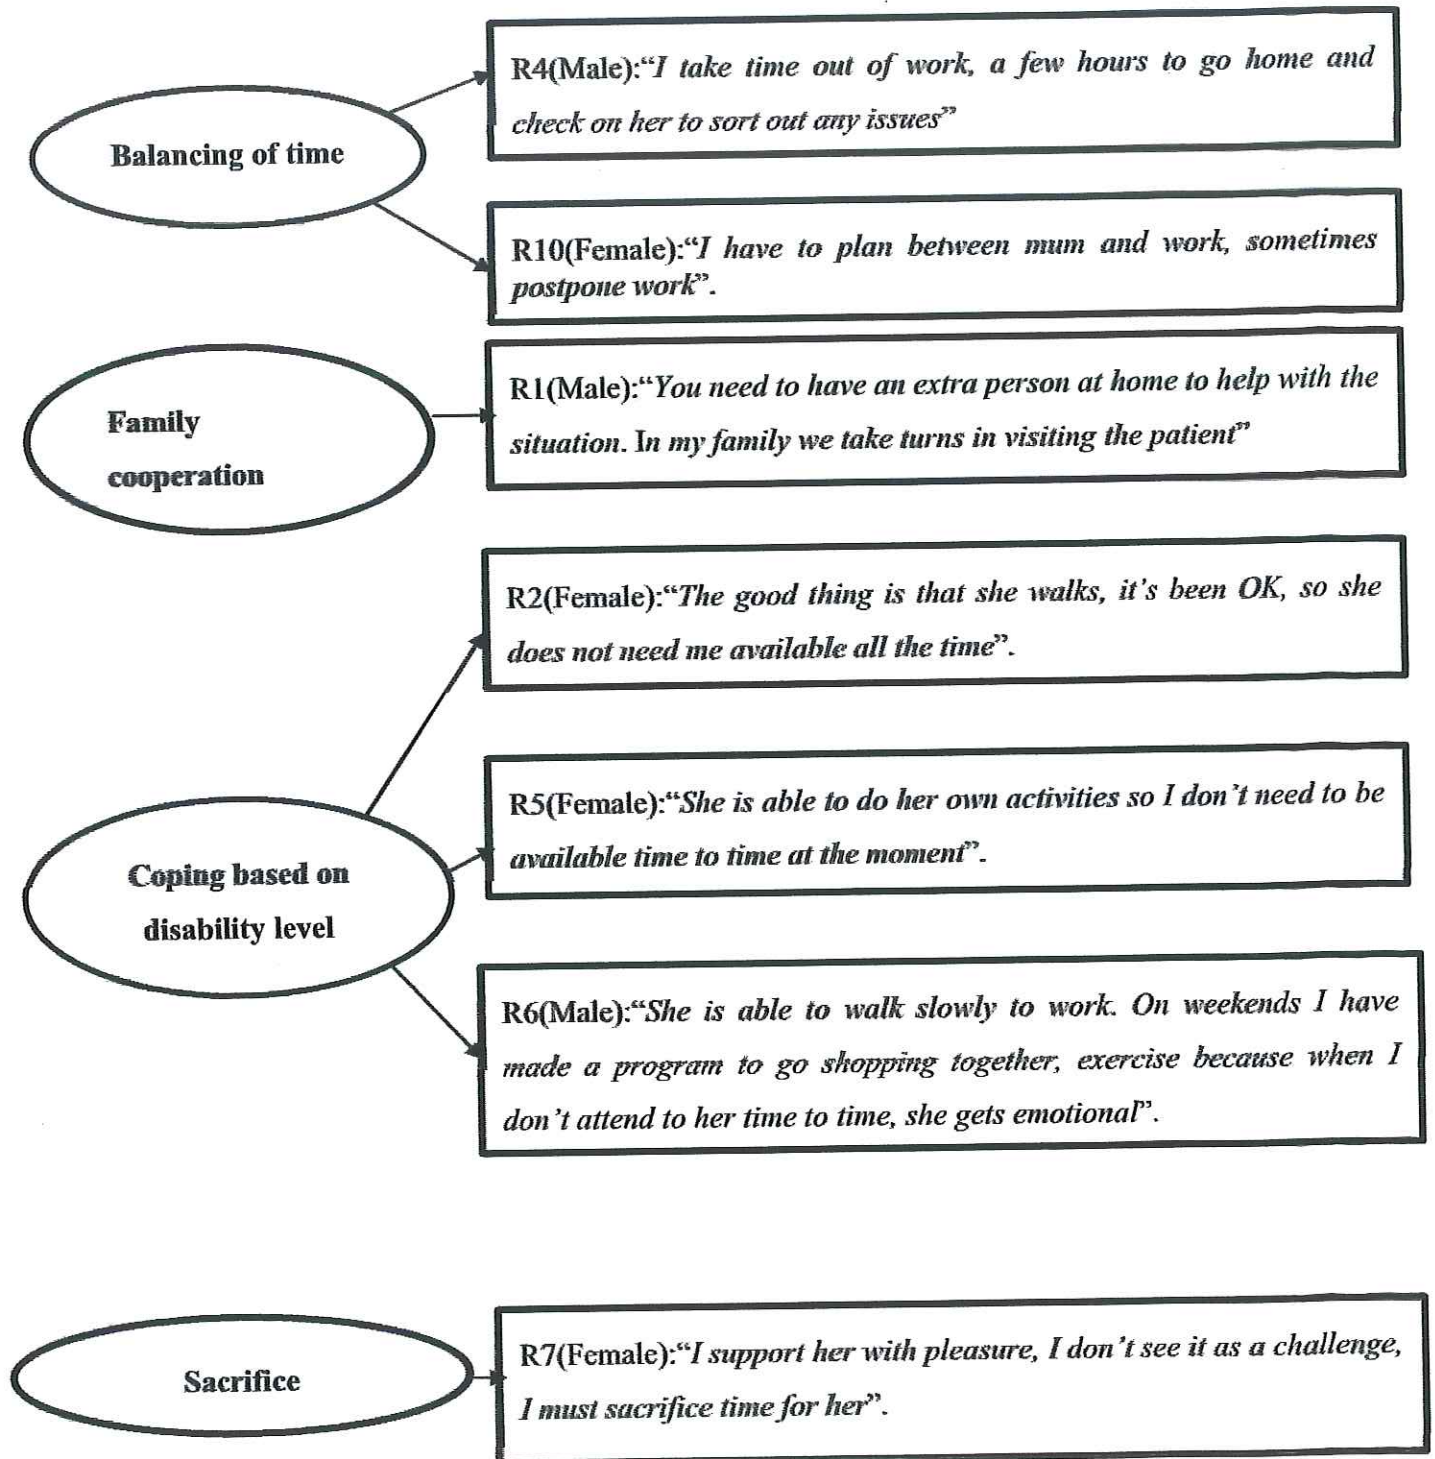 Balancing of time
R4(Male):“I take time out of work, a few hours to go home and
check on her to sort out any issues”
R10(Female):“I have to plan between mum and work, sometimes
postpone work”.
Family
cooperation
R1(Male):“You need to have an extra person at home to help with the
situation. In my family we take turns in visiting the patient”
Coping based on
disability level
R2(Female):“The good thing is that she walks, it's been OK, so she
does not need me available all the time”.
R5(Female):“She is able to do her own activities so I don't need to be
available time to time at the moment”.
R6(Male):“She is able to walk slowly to work. On weekends I have
made a program to go shopping together, exercise because when I
don't attend to her time to time, she gets emotional”.
Sacrifice
R7(Female):“I support her with pleasure, I don't see it as a challenge,
I must sacrifice time for her”.